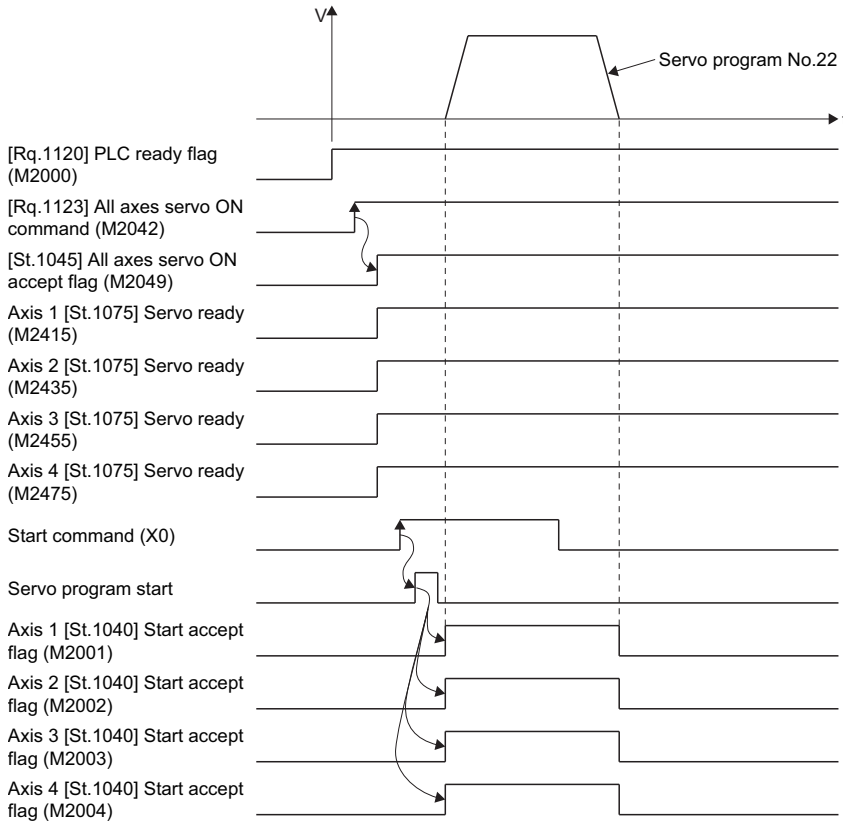 V
Servo program No.22
[Rq.1120] PLC ready flag
(M2000)
[Rq.1123] All axes servo ON
command (M2042)
[St.1045] All axes servo ON
accept flag (M2049)
Axis 1 [St.1075] Servo ready
(M2415)
Axis 2 [St.1075] Servo ready
(M2435)
Axis 3 [St.1075] Servo ready
(M2455)
Axis 4 [St.1075] Servo ready
(M2475)
Start command (X0)
Servo program start
Axis 1 [St.1040] Start accept
flag (M2001)
Axis 2 [St.1040] Start accept
flag (M2002)
Axis 3 [St.1040] Start accept
flag (M2003)
Axis 4 [St.1040] Start accept
flag (M2004)